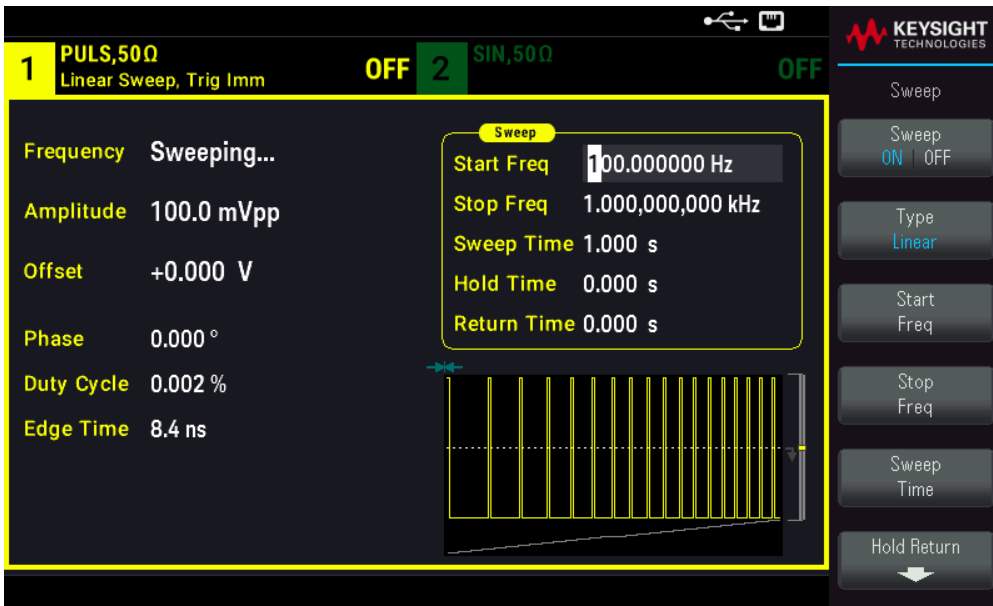 1
PULS,50Ω
Linear Sweep, Trig Imm
OFF
2
SIN,50Ω
OFF
Frequency Sweeping...
Amplitude 100.0 mVpp
Offset +0.000 V
Phase 0.000 °
Duty Cycle 0.002 %
Edge Time 8.4 ns
Sweep
Start Freq 100.000000 Hz
Stop Freq 1.000,000,000 kHz
Sweep Time 1.000 s
Hold Time 0.000 s
Return Time 0.000 s
KEYSIGHT
TECHNOLOGIES
Sweep
Sweep
ON | OFF
Type
Linear
Start
Freq
Stop
Freq
Sweep
Time
Hold Return